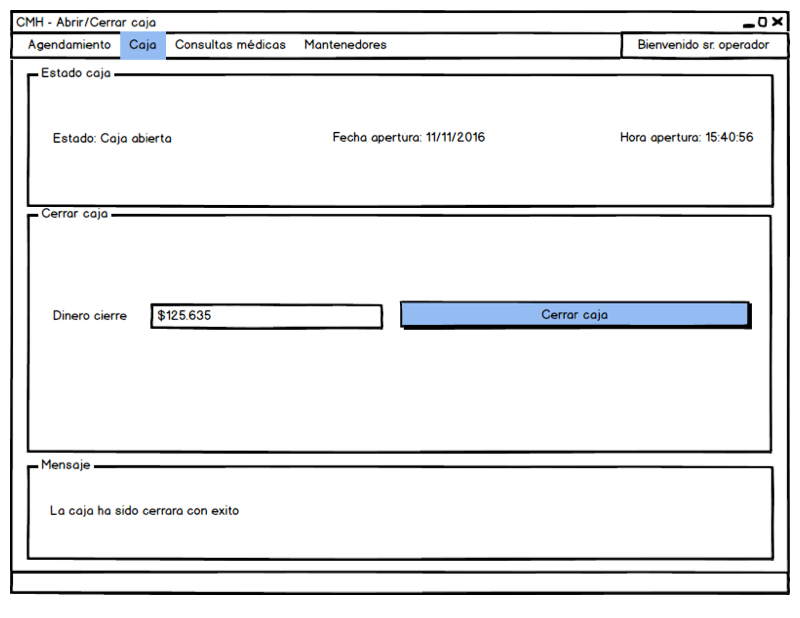 CMH - Abrir/Cerrar caja
Agendamiento Caja Consultas médicas Mantenedores Bienvenido sr. operador
Estado caja
Estado: Caja abierta Fecha apertura: 11/11/2016 Hora apertura: 15:40:56
Cerrar caja
Dinero cierre $125.635 Cerrar caja
Mensaje
La caja ha sido cerrara con exito